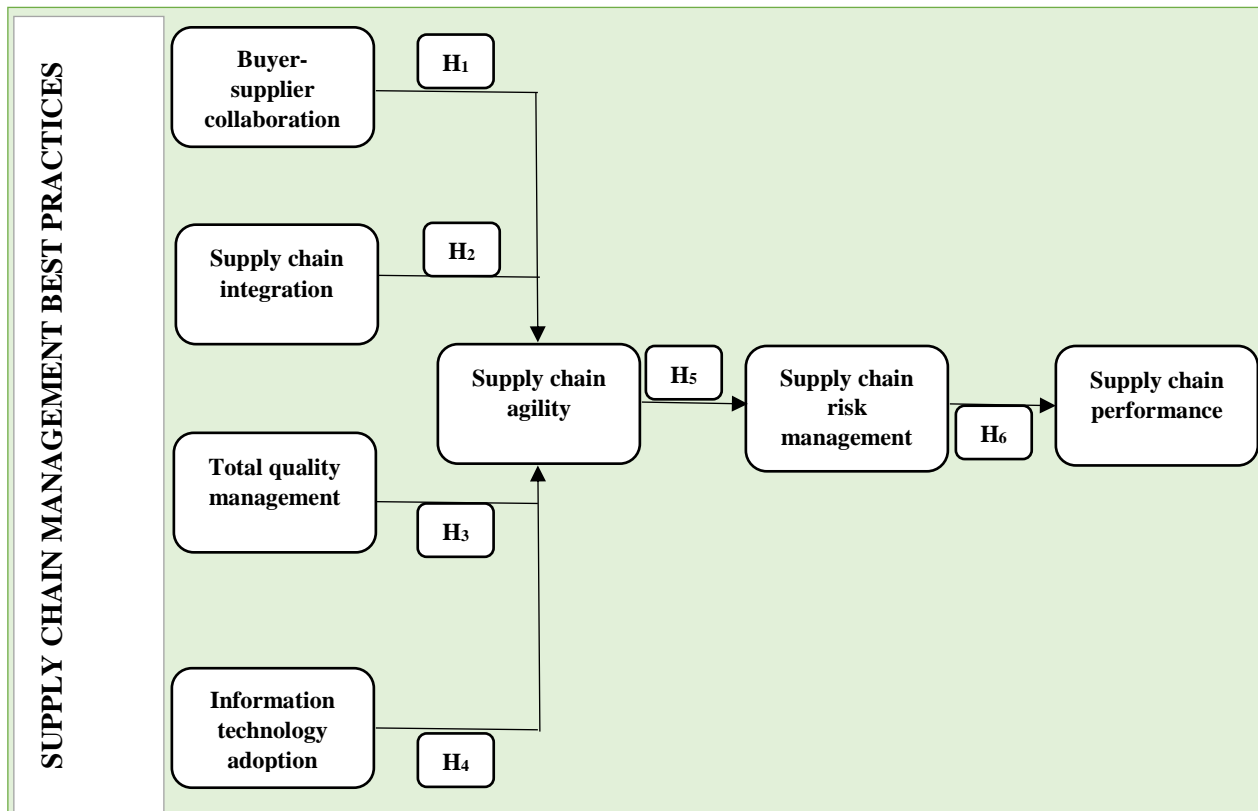 SUPPLY CHAIN MANAGEMENT BEST PRACTICES
Buyer-
supplier
collaboration
H₁
Supply chain
integration
H₂
Supply chain
agility
H₅
Supply chain
risk
management
H₆
Supply chain
performance
Total quality
management
H₃
Information
technology
adoption
H₄